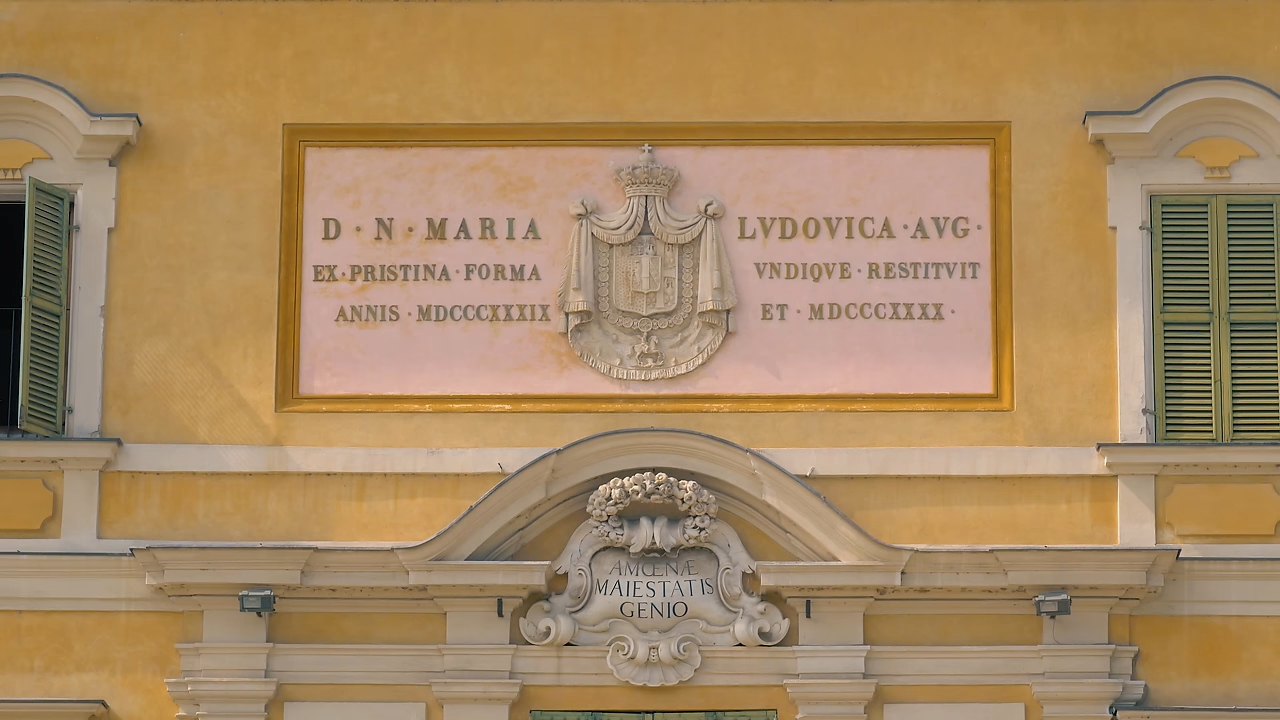 D · N · MARIA LVDOVICA · AVG ·
EX · PRISTINA · FORMA VNDIQVE · RESTITVIT
ANNIS · MDCCCXXXIX ET · MDCCCXXXX ·
AMŒNÆ
MAIESTATIS
GENIO